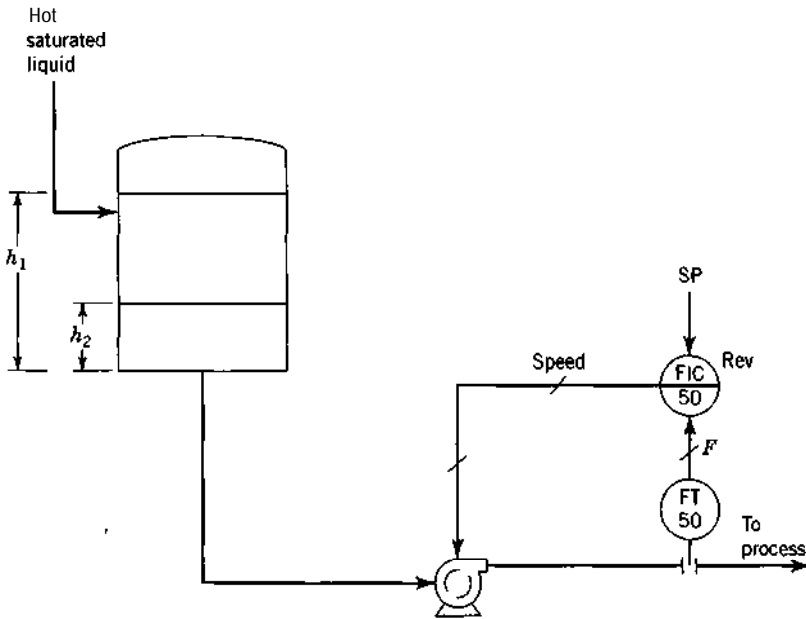 Hot
saturated
liquid
h₁
h₂
SP
Speed
FIC
50
Rev
F
FT
50
To
process